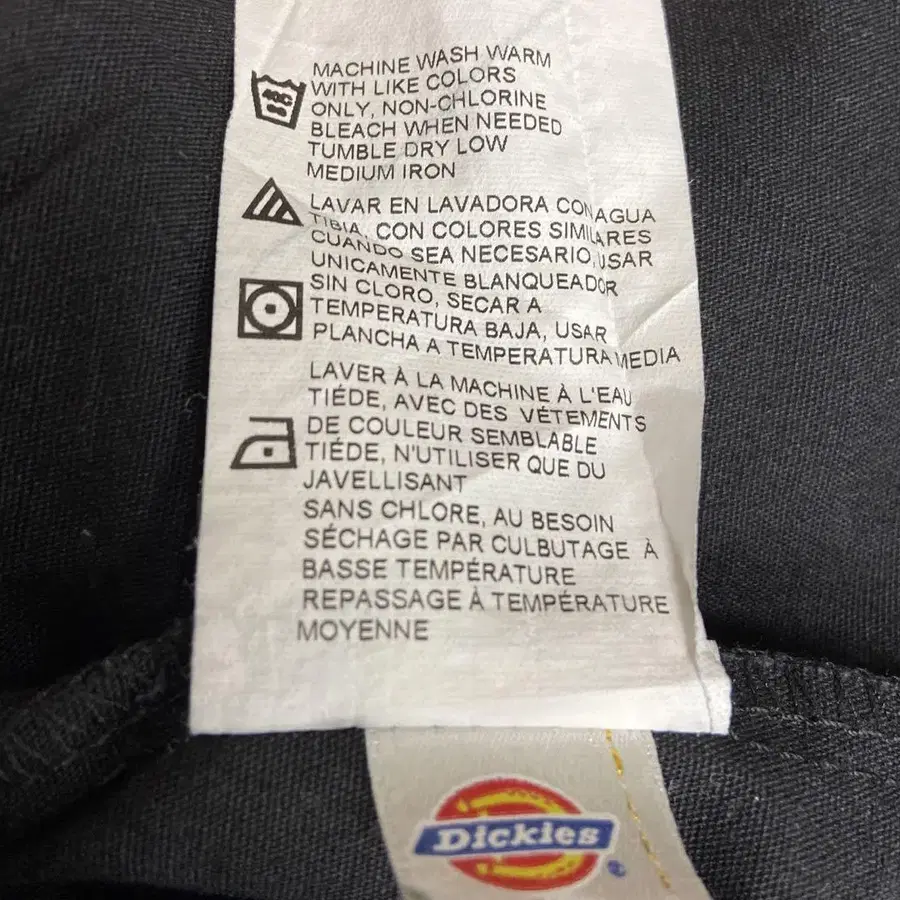 MACHINE WASH WARM
WITH LIKE COLORS
ONLY, NON-CHLORINE
BLEACH WHEN NEEDED
TUMBLE DRY LOW
MEDIUM IRON
LAVAR EN LAVADORA CON AGUA
TIBIA, CON COLORES SIMILARES
CUANDO SEA NECESARIO, USAR
UNICAMENTE BLANQUEADOR
SIN CLORO, SECAR A
TEMPERATURA BAJA, USAR
PLANCHA A TEMPERATURA MEDIA
LAVER À LA MACHINE À L'EAU
TIÉDE, AVEC DES VÉTEMENTS
DE COULEUR SEMBLABLE
TIÉDE, N'UTILISER QUE DU
JAVELLISANT
SANS CHLORE, AU BESOIN
SÉCHAGE PAR CULBUTAGE À
BASSE TEMPÉRATURE
REPASSAGE À TEMPÉRATURE
MOYENNE
Dickies ®